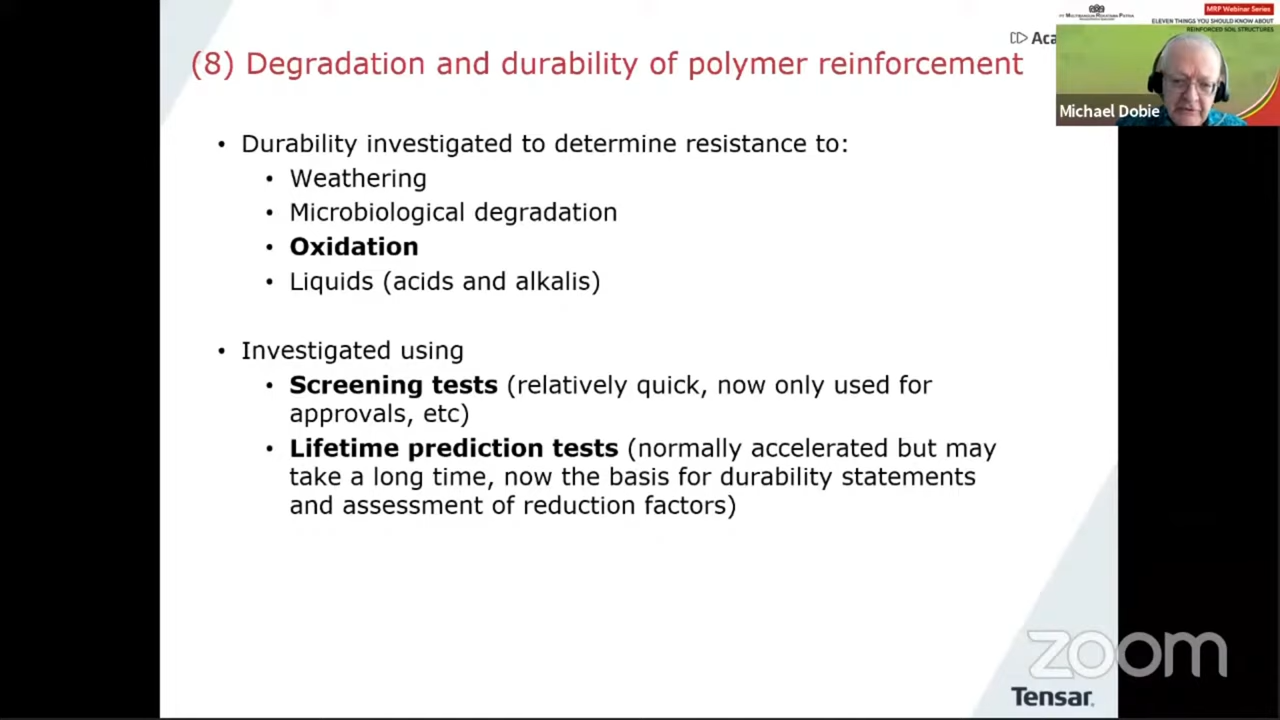 (8) Degradation and durability of polymer reinforcement
• Durability investigated to determine resistance to:
• Weathering
• Microbiological degradation
• Oxidation
• Liquids (acids and alkalis)
• Investigated using
• Screening tests (relatively quick, now only used for
approvals, etc)
• Lifetime prediction tests (normally accelerated but may
take a long time, now the basis for durability statements
and assessment of reduction factors)
MRP Webinar Series
ELEVEN THINGS YOU SHOULD KNOW ABOUT
REINFORCED SOIL STRUCTURES
Aca
Michael Dobie
zoom
Tensar